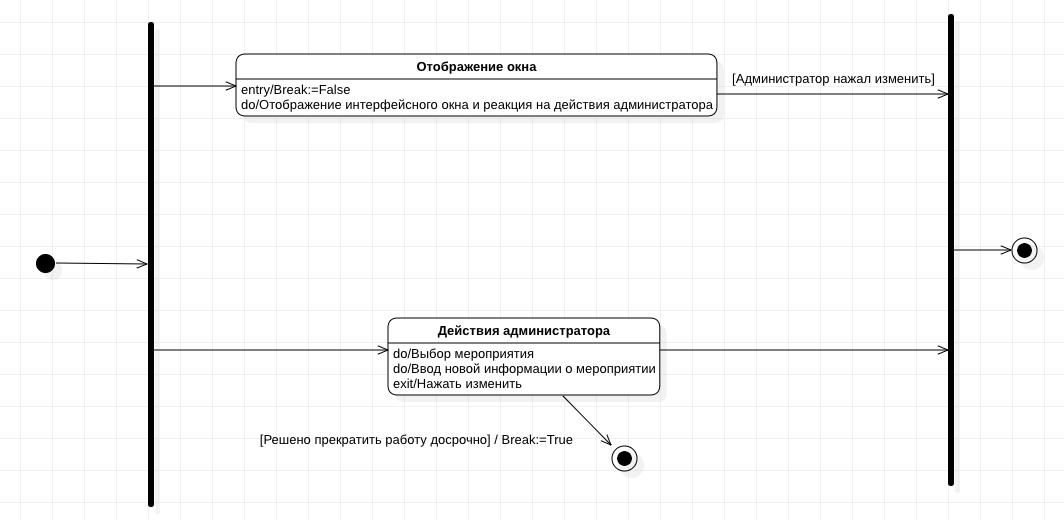 Отображение окна
entry/Break:=False
do/Отображение интерфейсного окна и реакция на действия администратора
[Администратор нажал изменить]
Действия администратора
do/Выбор мероприятия
do/Ввод новой информации о мероприятии
exit/Нажать изменить
[Решено прекратить работу досрочно] / Break:=True